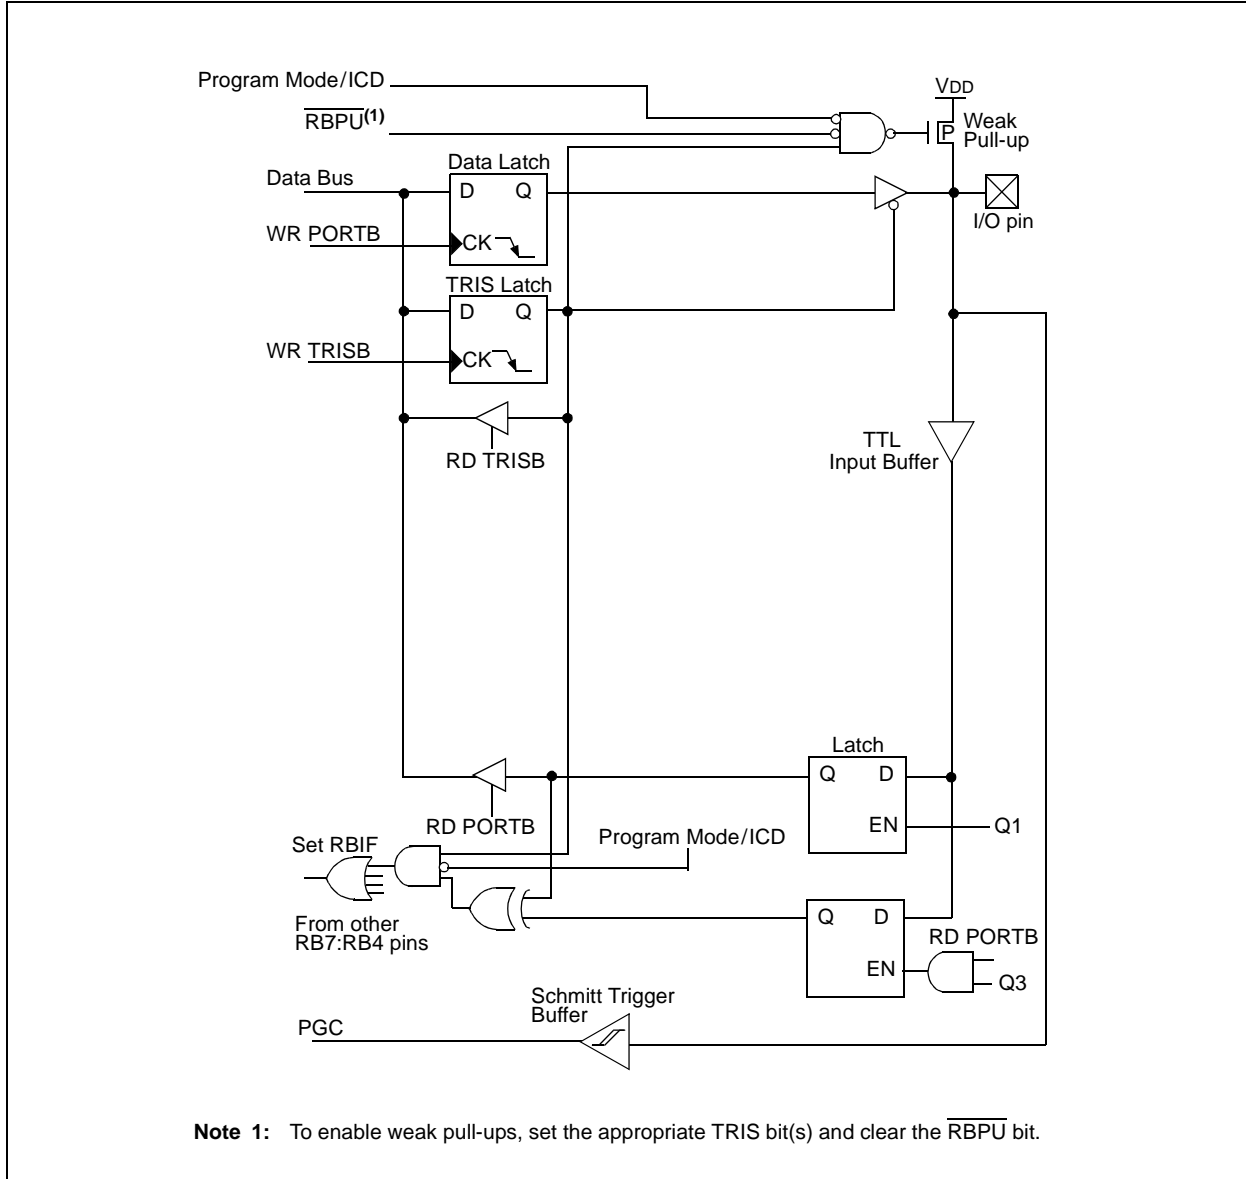 Program Mode/ICD
VDD
RBPU(1)
P
Weak
Pull-up
Data Latch
Data Bus
D
Q
I/O pin
WR PORTB
CK
TRIS Latch
D
Q
WR TRISB
CK
TTL
Input Buffer
RD TRISB
Latch
Q
D
EN
Q1
RD PORTB
Program Mode/ICD
Set RBIF
Q
D
From other
RB7:RB4 pins
RD PORTB
EN
Q3
Schmitt Trigger
Buffer
PGC
Note 1: To enable weak pull-ups, set the appropriate TRIS bit(s) and clear the RBPU bit.